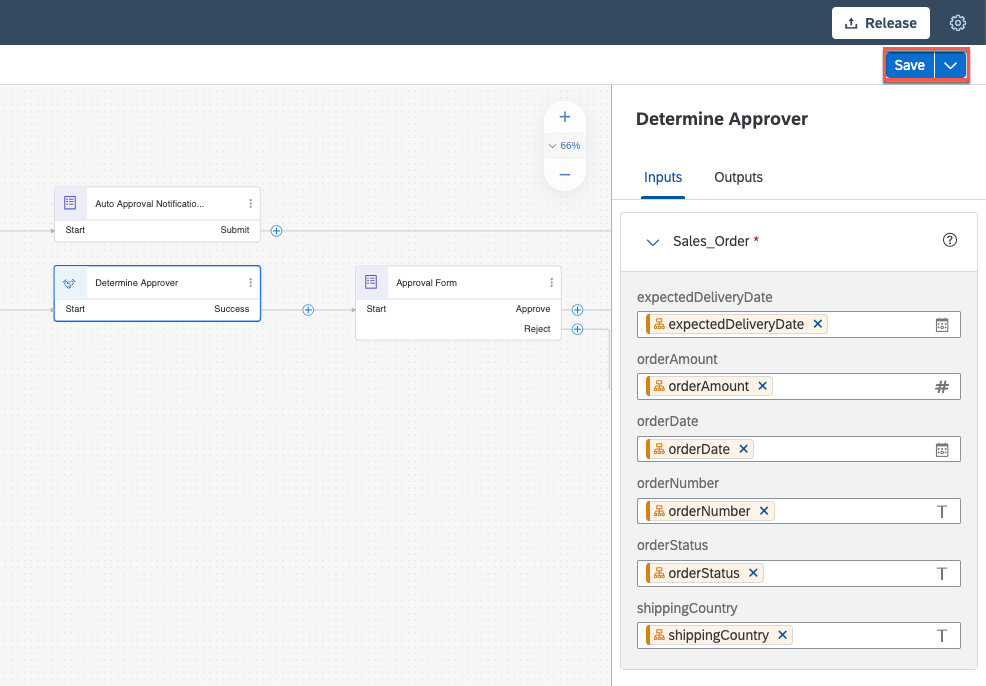 Release
Save
66%
Determine Approver
Inputs
Outputs
Auto Approval Notificatio...
Start
Submit
Determine Approver
Start
Success
Approval Form
Start
Approve
Reject
Sales_Order *
expectedDeliveryDate
expectedDeliveryDate
orderAmount
orderAmount
orderDate
orderDate
orderNumber
orderNumber
orderStatus
orderStatus
shippingCountry
shippingCountry